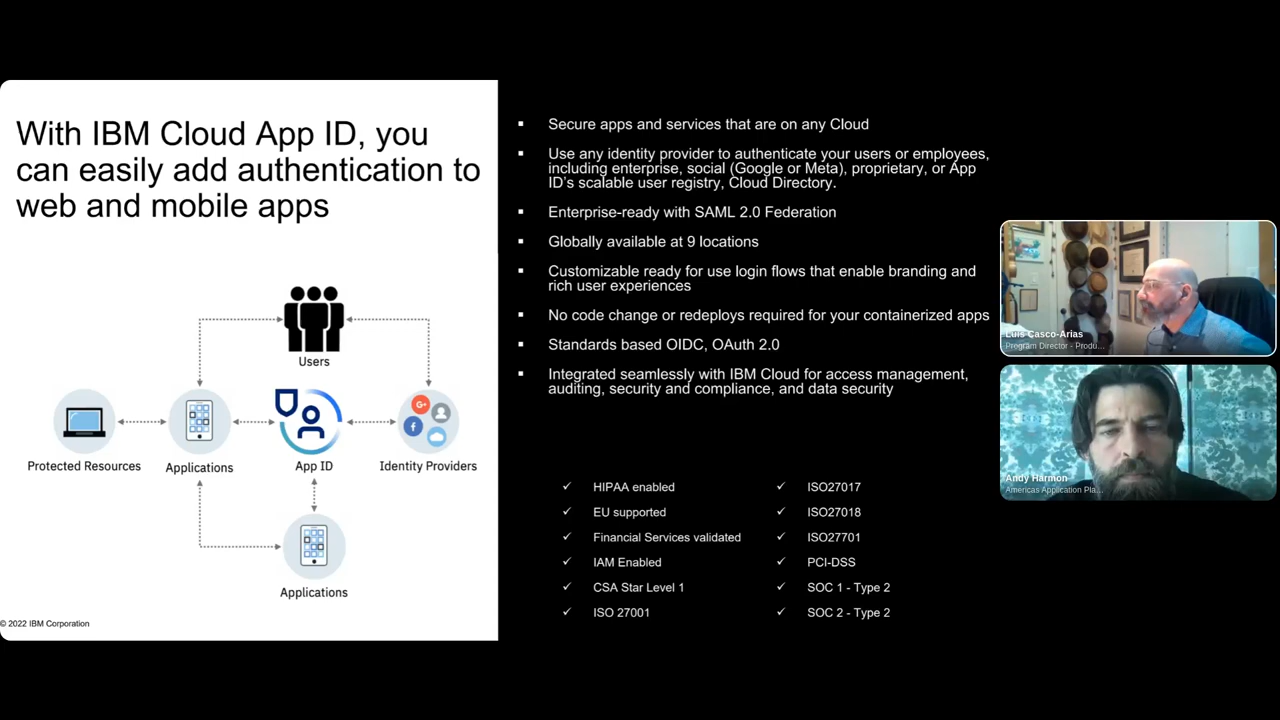 With IBM Cloud App ID, you
can easily add authentication to
web and mobile apps
Users
Protected Resources
Applications
App ID
Identity Providers
Applications
© 2022 IBM Corporation
▪ Secure apps and services that are on any Cloud
▪ Use any identity provider to authenticate your users or employees,
including enterprise, social (Google or Meta), proprietary, or App
ID's scalable user registry, Cloud Directory.
▪ Enterprise-ready with SAML 2.0 Federation
▪ Globally available at 9 locations
▪ Customizable ready for use login flows that enable branding and
rich user experiences
▪ No code change or redeploys required for your containerized apps
▪ Standards based OIDC, OAuth 2.0
▪ Integrated seamlessly with IBM Cloud for access management,
auditing, security and compliance, and data security
✓ HIPAA enabled
✓ EU supported
✓ Financial Services validated
✓ IAM Enabled
✓ CSA Star Level 1
✓ ISO 27001
✓ ISO27017
✓ ISO27018
✓ ISO27701
✓ PCI-DSS
✓ SOC 1 - Type 2
✓ SOC 2 - Type 2
Luis Casco-Arias
Program Director - Produ...
Andy Harmon
Americas Application Pla...